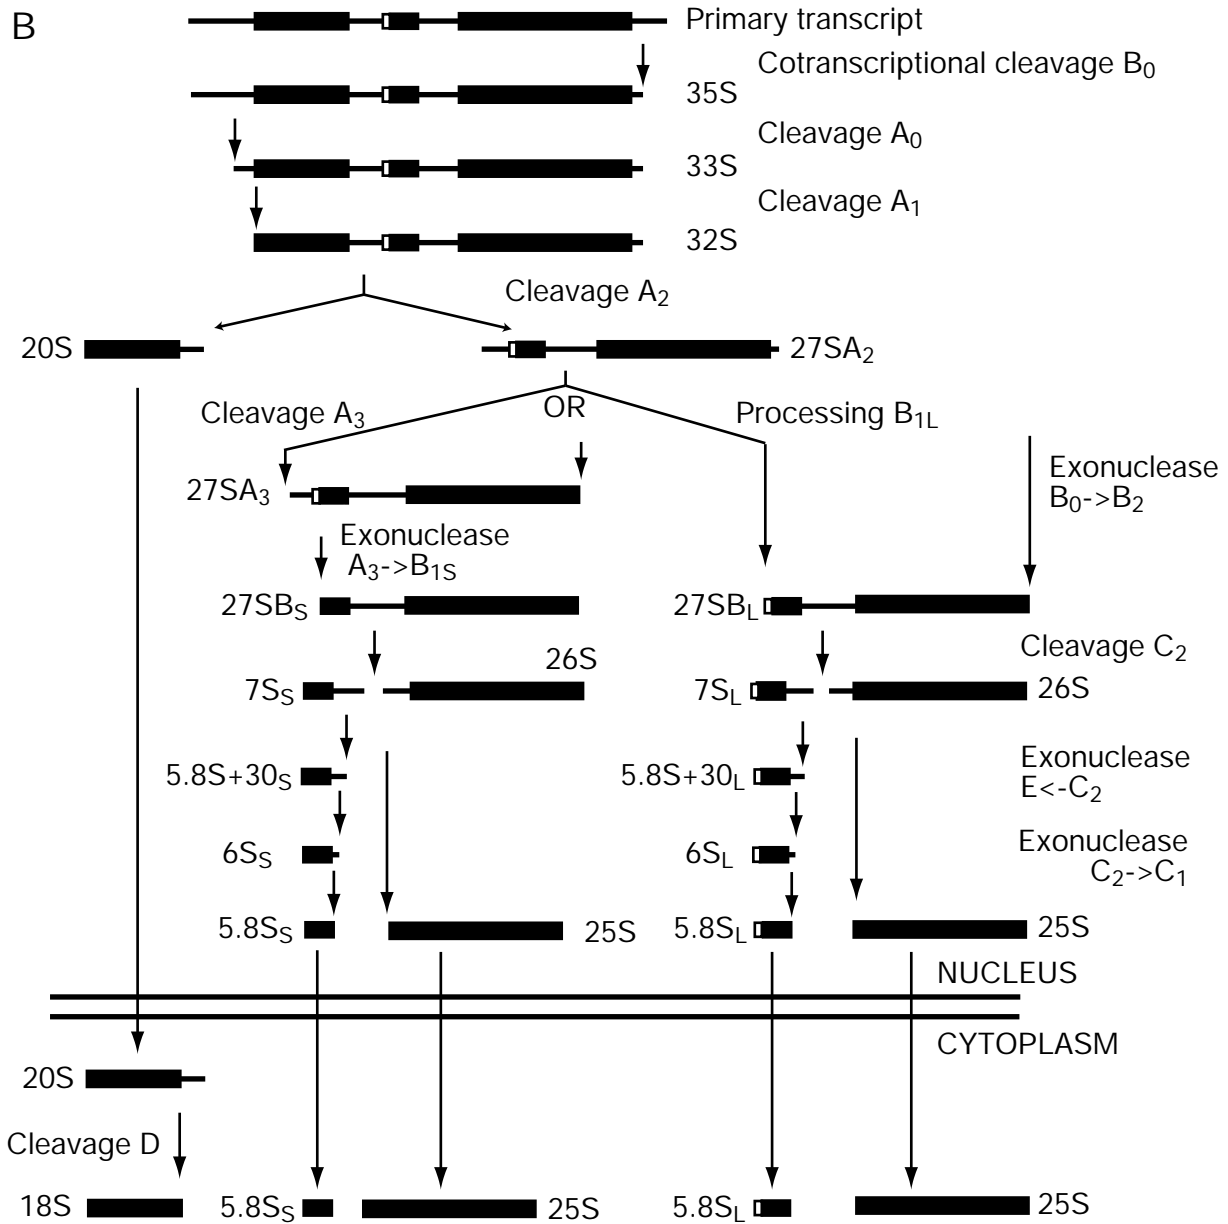 B
Primary transcript
Cotranscriptional cleavage B0
35S
Cleavage A0
33S
Cleavage A1
32S
Cleavage A2
20S
27SA2
Cleavage A3
OR
Processing B1L
Exonuclease
B0->B2
27SA3
Exonuclease
A3->B1S
27SBS
27SBL
Cleavage C2
26S
7SS
7SL
26S
5.8S+30S
5.8S+30L
Exonuclease
E<-C2
6SS
6SL
Exonuclease
C2->C1
5.8SS
25S
5.8SL
25S
NUCLEUS
CYTOPLASM
20S
Cleavage D
18S
5.8SS
25S
5.8SL
25S